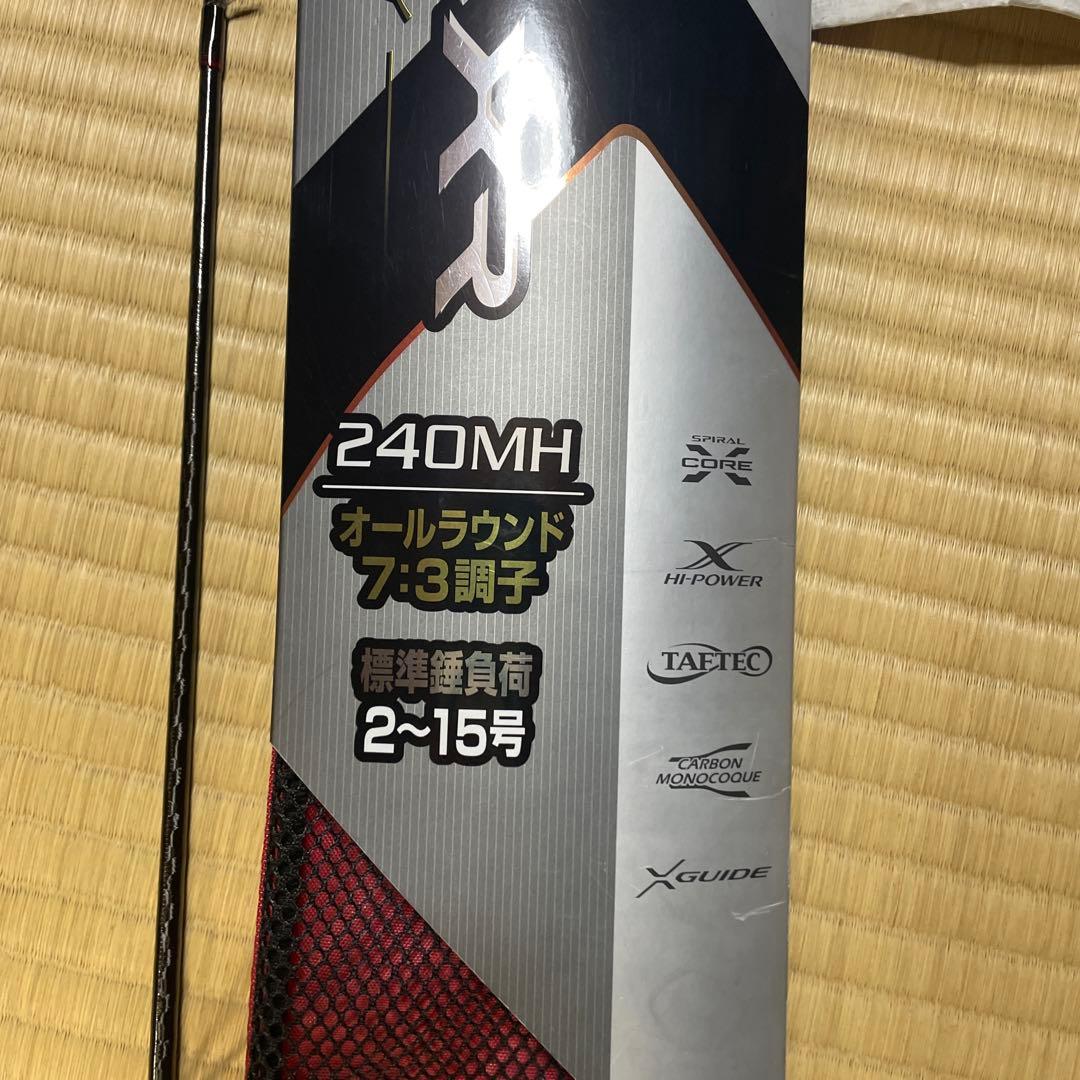 XR
240MH
オールラウンド
7:3調子
標準錘負荷
2～15号
SPIRAL
X
CORE
X
HI-POWER
TAFTEC
CARBON
MONOCOQUE
XGUIDE